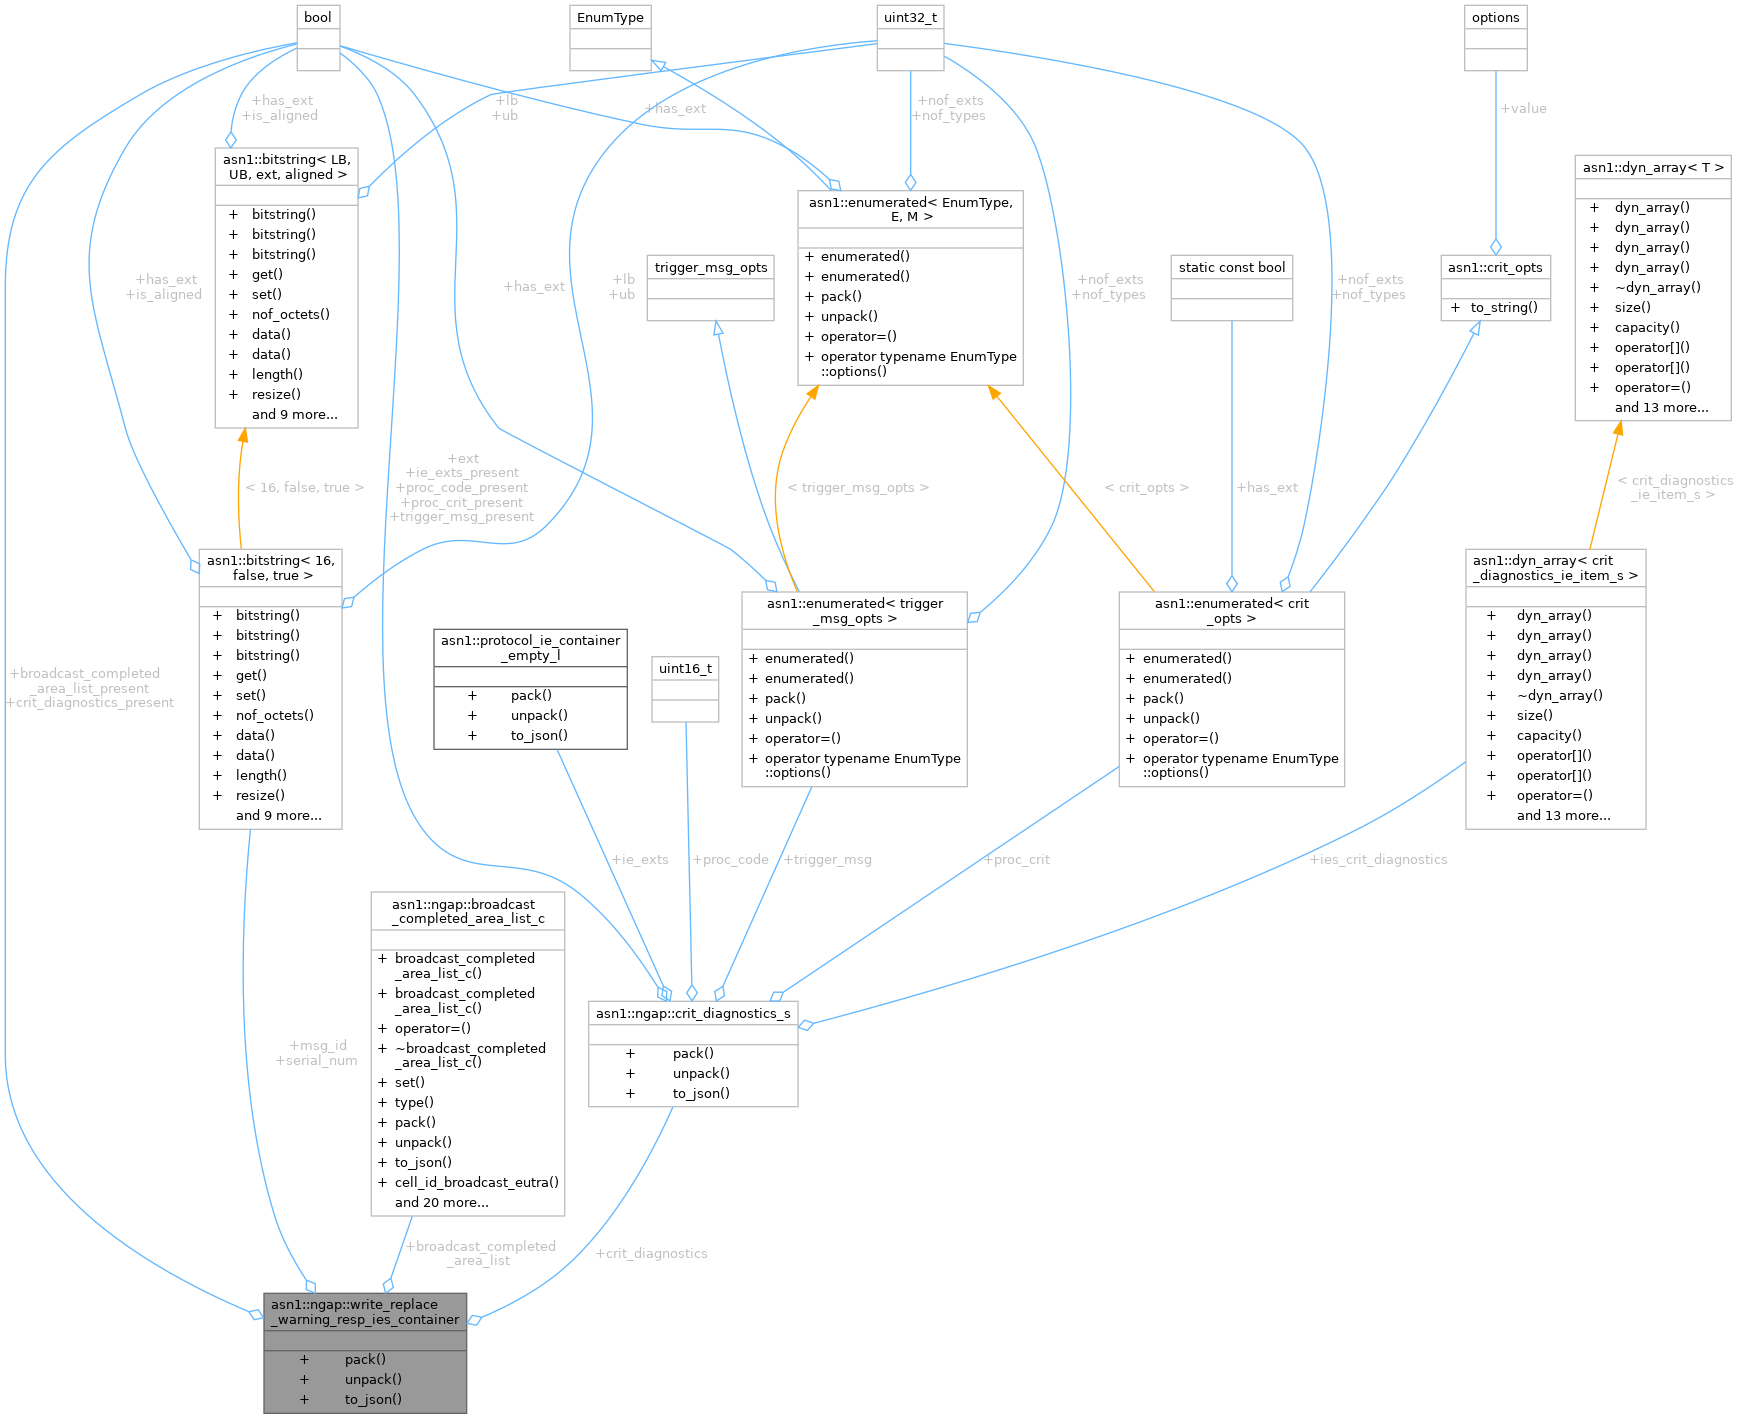 bool
EnumType
uint32_t
options
+has_ext
+is_aligned
+lb
+ub
+has_ext
+nof_exts
+nof_types
+value
asn1::bitstring< LB,
UB, ext, aligned >
+ bitstring()
+ bitstring()
+ bitstring()
+ get()
+ set()
+ nof_octets()
+ data()
+ data()
+ length()
+ resize()
and 9 more...
asn1::enumerated< EnumType,
E, M >
+ enumerated()
+ enumerated()
+ pack()
+ unpack()
+ operator=()
+ operator typename EnumType
::options()
asn1::dyn_array< T >
+ dyn_array()
+ dyn_array()
+ dyn_array()
+ dyn_array()
+ ~dyn_array()
+ size()
+ capacity()
+ operator[]()
+ operator[]()
+ operator=()
and 13 more...
trigger_msg_opts
static const bool
asn1::crit_opts
+ to_string()
+has_ext
+is_aligned
+has_ext
+lb
+ub
+nof_exts
+nof_types
+nof_exts
+nof_types
+ext
+ie_exts_present
+proc_code_present
+proc_crit_present
+trigger_msg_present
< 16, false, true >
< trigger_msg_opts >
< crit_opts >
+has_ext
< crit_diagnostics
_ie_item_s >
asn1::bitstring< 16,
false, true >
+ bitstring()
+ bitstring()
+ bitstring()
+ get()
+ set()
+ nof_octets()
+ data()
+ data()
+ length()
+ resize()
and 9 more...
asn1::protocol_ie_container
_empty_l
+ pack()
+ unpack()
+ to_json()
uint16_t
asn1::enumerated< trigger
_msg_opts >
+ enumerated()
+ enumerated()
+ pack()
+ unpack()
+ operator=()
+ operator typename EnumType
::options()
asn1::enumerated< crit
_opts >
+ enumerated()
+ enumerated()
+ pack()
+ unpack()
+ operator=()
+ operator typename EnumType
::options()
asn1::dyn_array< crit
_diagnostics_ie_item_s >
+ dyn_array()
+ dyn_array()
+ dyn_array()
+ dyn_array()
+ ~dyn_array()
+ size()
+ capacity()
+ operator[]()
+ operator[]()
+ operator=()
and 13 more...
+broadcast_completed
_area_list_present
+crit_diagnostics_present
+ie_exts
+proc_code
+trigger_msg
+proc_crit
+ies_crit_diagnostics
asn1::ngap::broadcast
_completed_area_list_c
+ broadcast_completed
_area_list_c()
+ broadcast_completed
_area_list_c()
+ operator=()
+ ~broadcast_completed
_area_list_c()
+ set()
+ type()
+ pack()
+ unpack()
+ to_json()
+ cell_id_broadcast_eutra()
and 20 more...
asn1::ngap::crit_diagnostics_s
+ pack()
+ unpack()
+ to_json()
+msg_id
+serial_num
+broadcast_completed
_area_list
+crit_diagnostics
asn1::ngap::write_replace
_warning_resp_ies_container
+ pack()
+ unpack()
+ to_json()